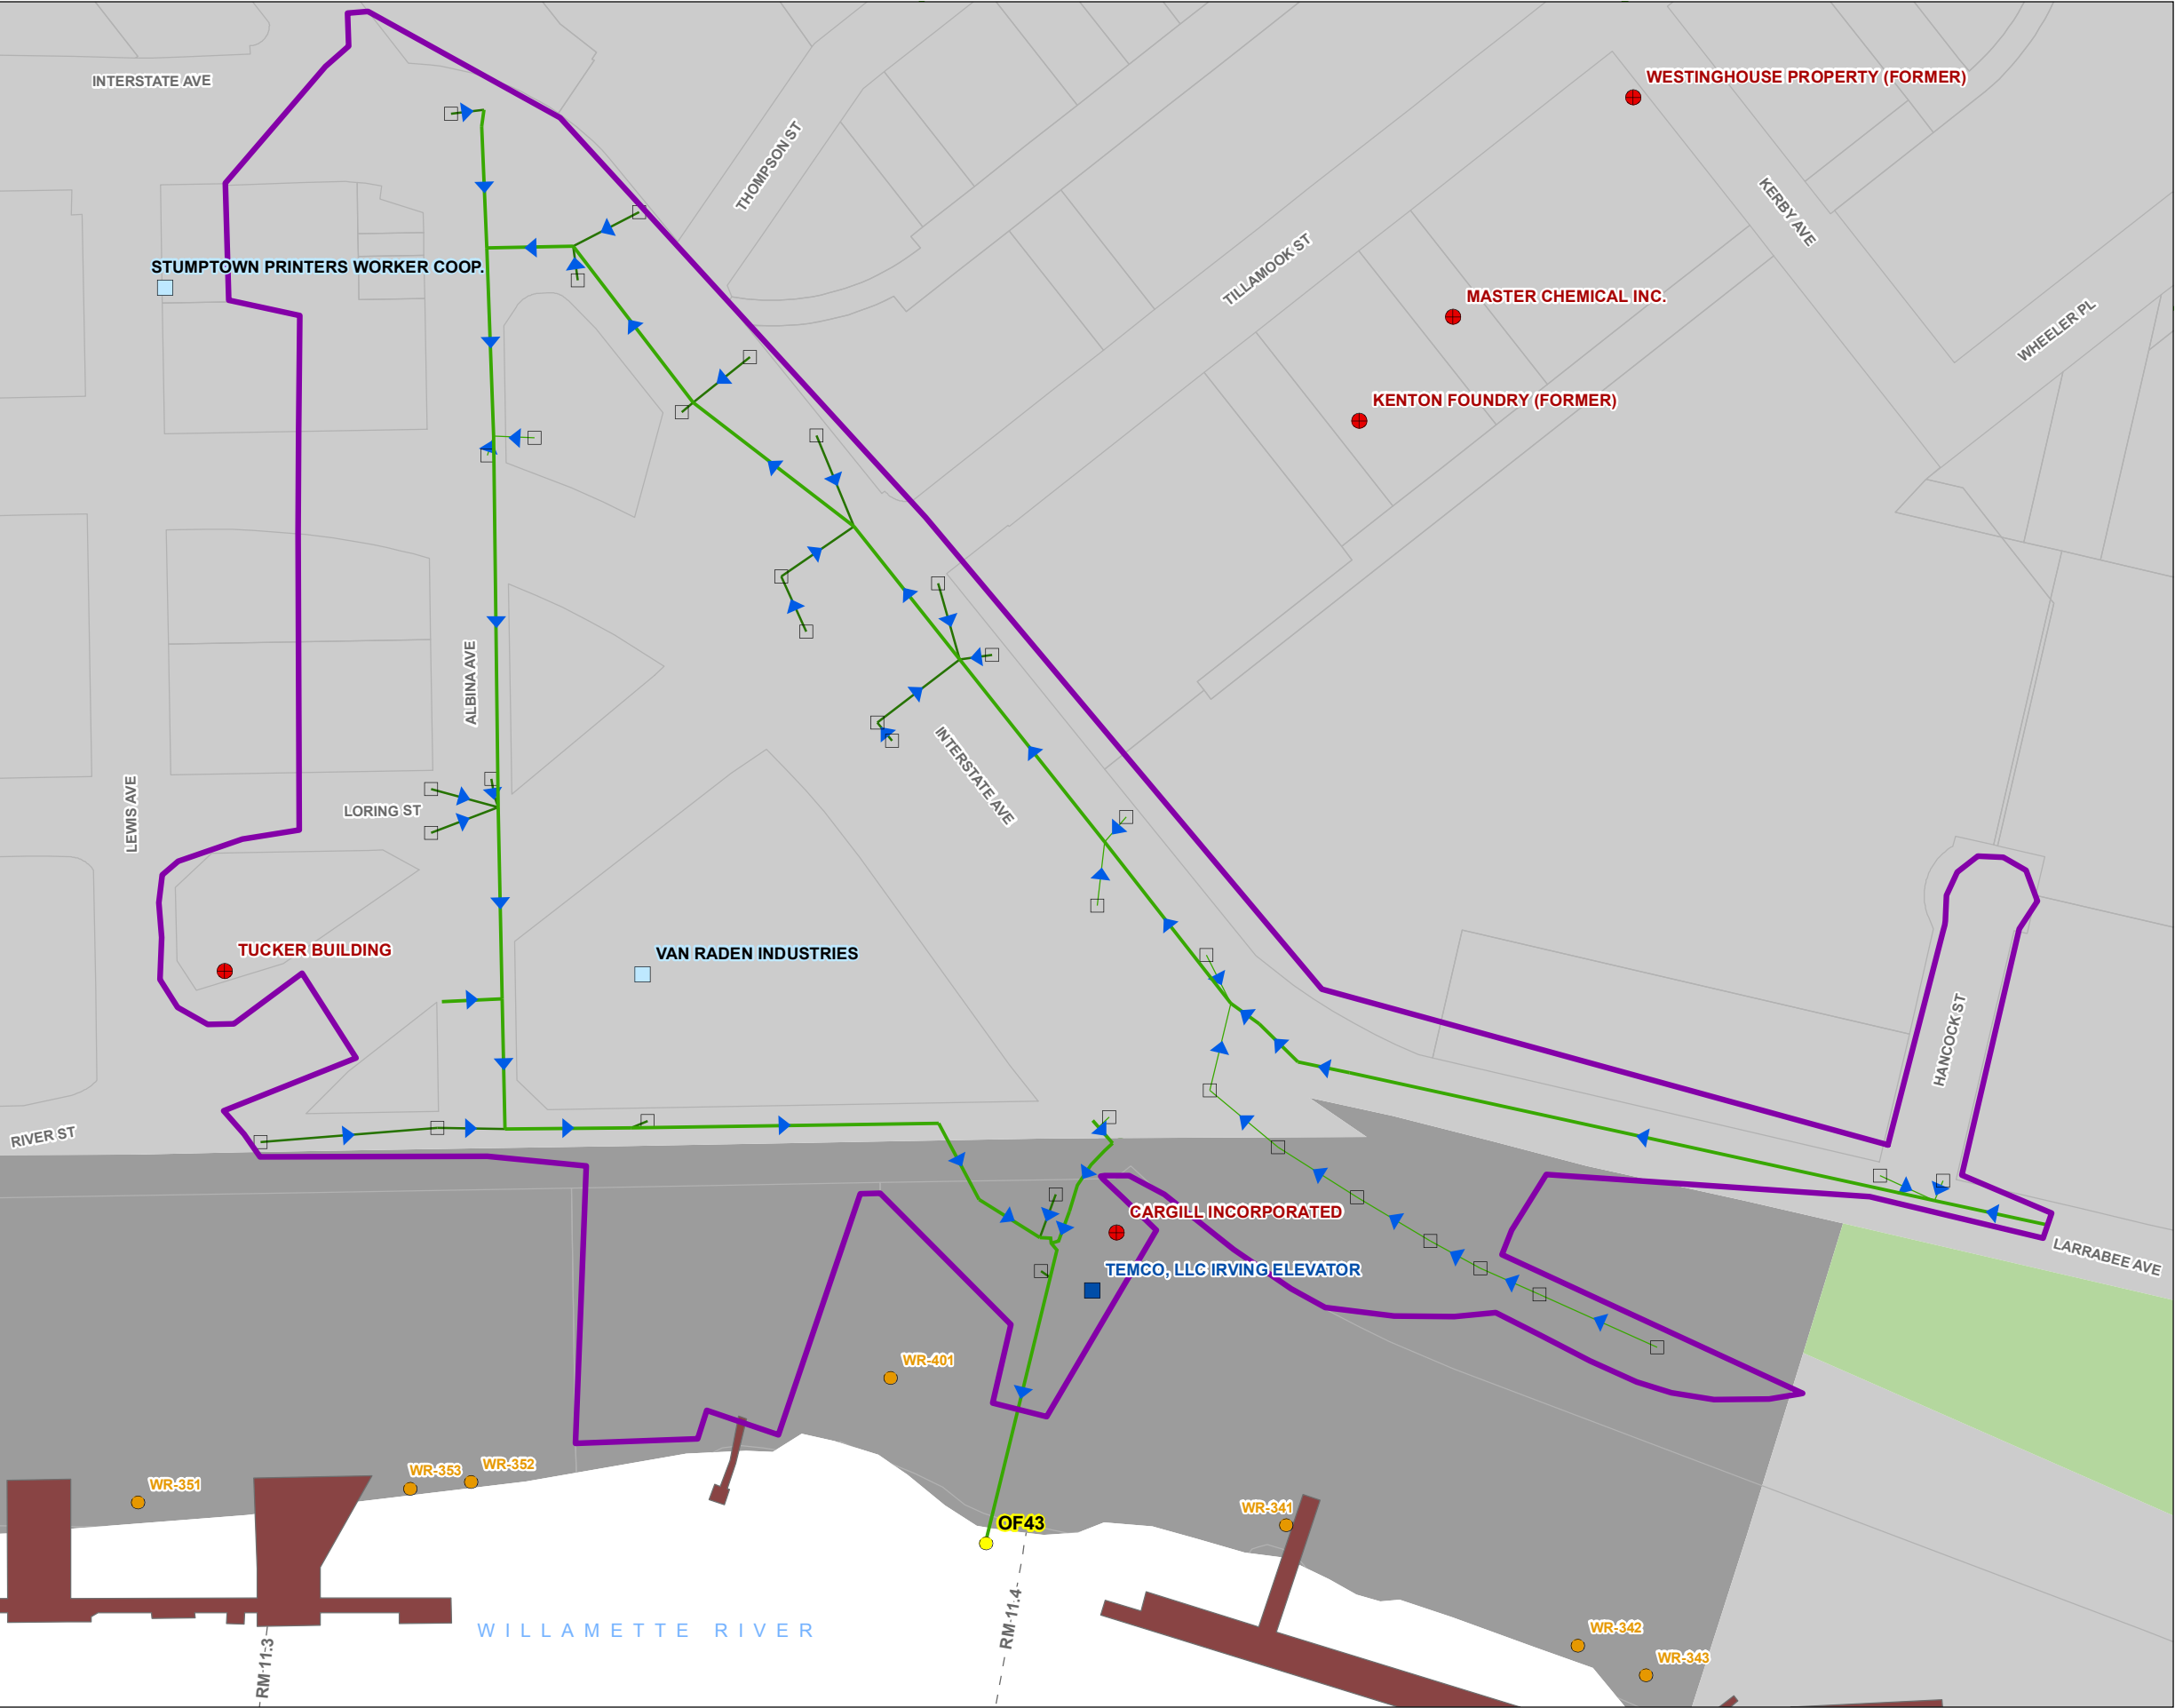 INTERSTATE AVE
WESTINGHOUSE PROPERTY (FORMER)
THOMPSON ST
KERBY AVE
STUMPTOWN PRINTERS WORKER COOP.
TILLAMOOK ST
MASTER CHEMICAL INC.
WHEELER PL
KENTON FOUNDRY (FORMER)
ALBINA AVE
INTERSTATE AVE
LEWIS AVE
LORING ST
TUCKER BUILDING
VAN RADEN INDUSTRIES
HANCOCK ST
RIVER ST
CARGILL INCORPORATED
LARRABEE AVE
TEMCO, LLC IRVING ELEVATOR
WR-401
WR-351
WR-353
WR-352
WR-341
OF43
WILLAMETTE RIVER
RM 11.4
RM 11.3
WR-342
WR-343